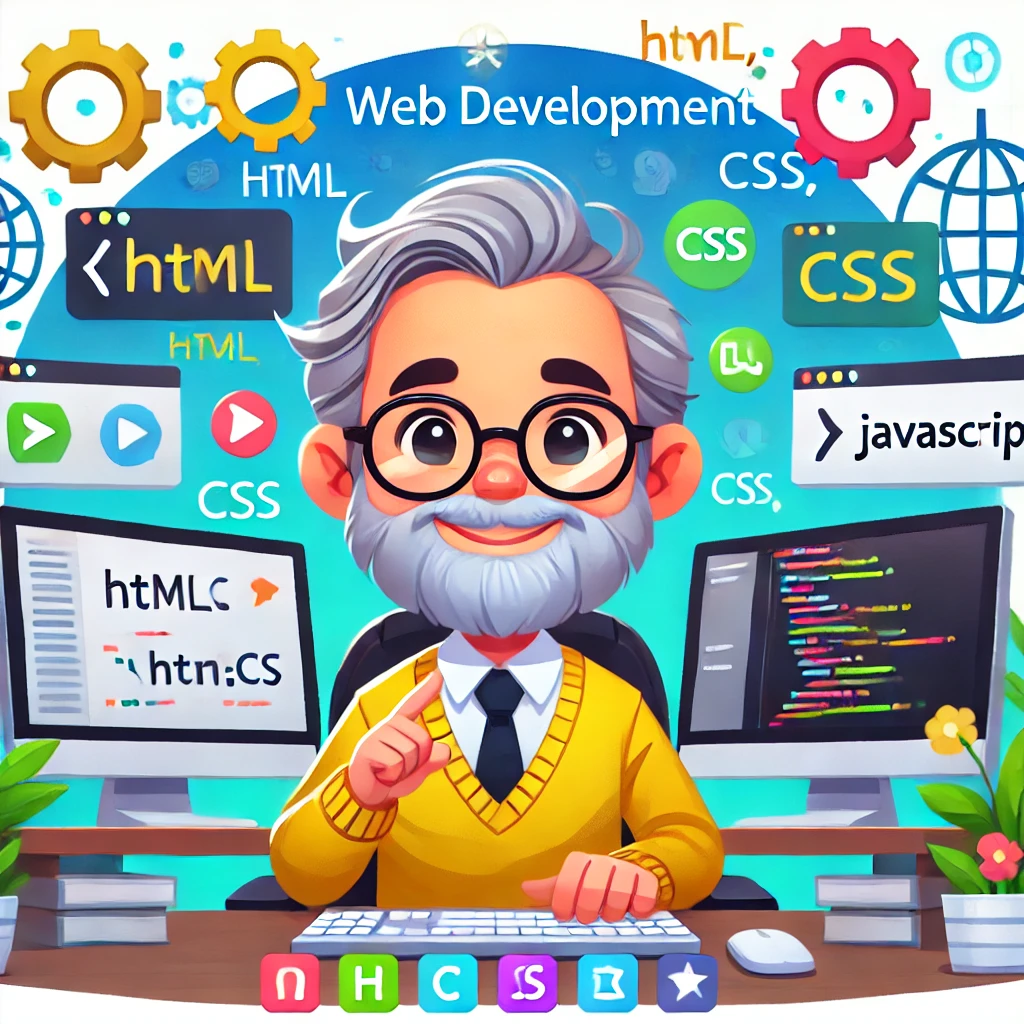 html,
Web Development
HTML
CSS,
<html
CSS
CSS
HTML,
> javascrip
CSS
CSS,
htMLC
htn:CS
n
H
C
S